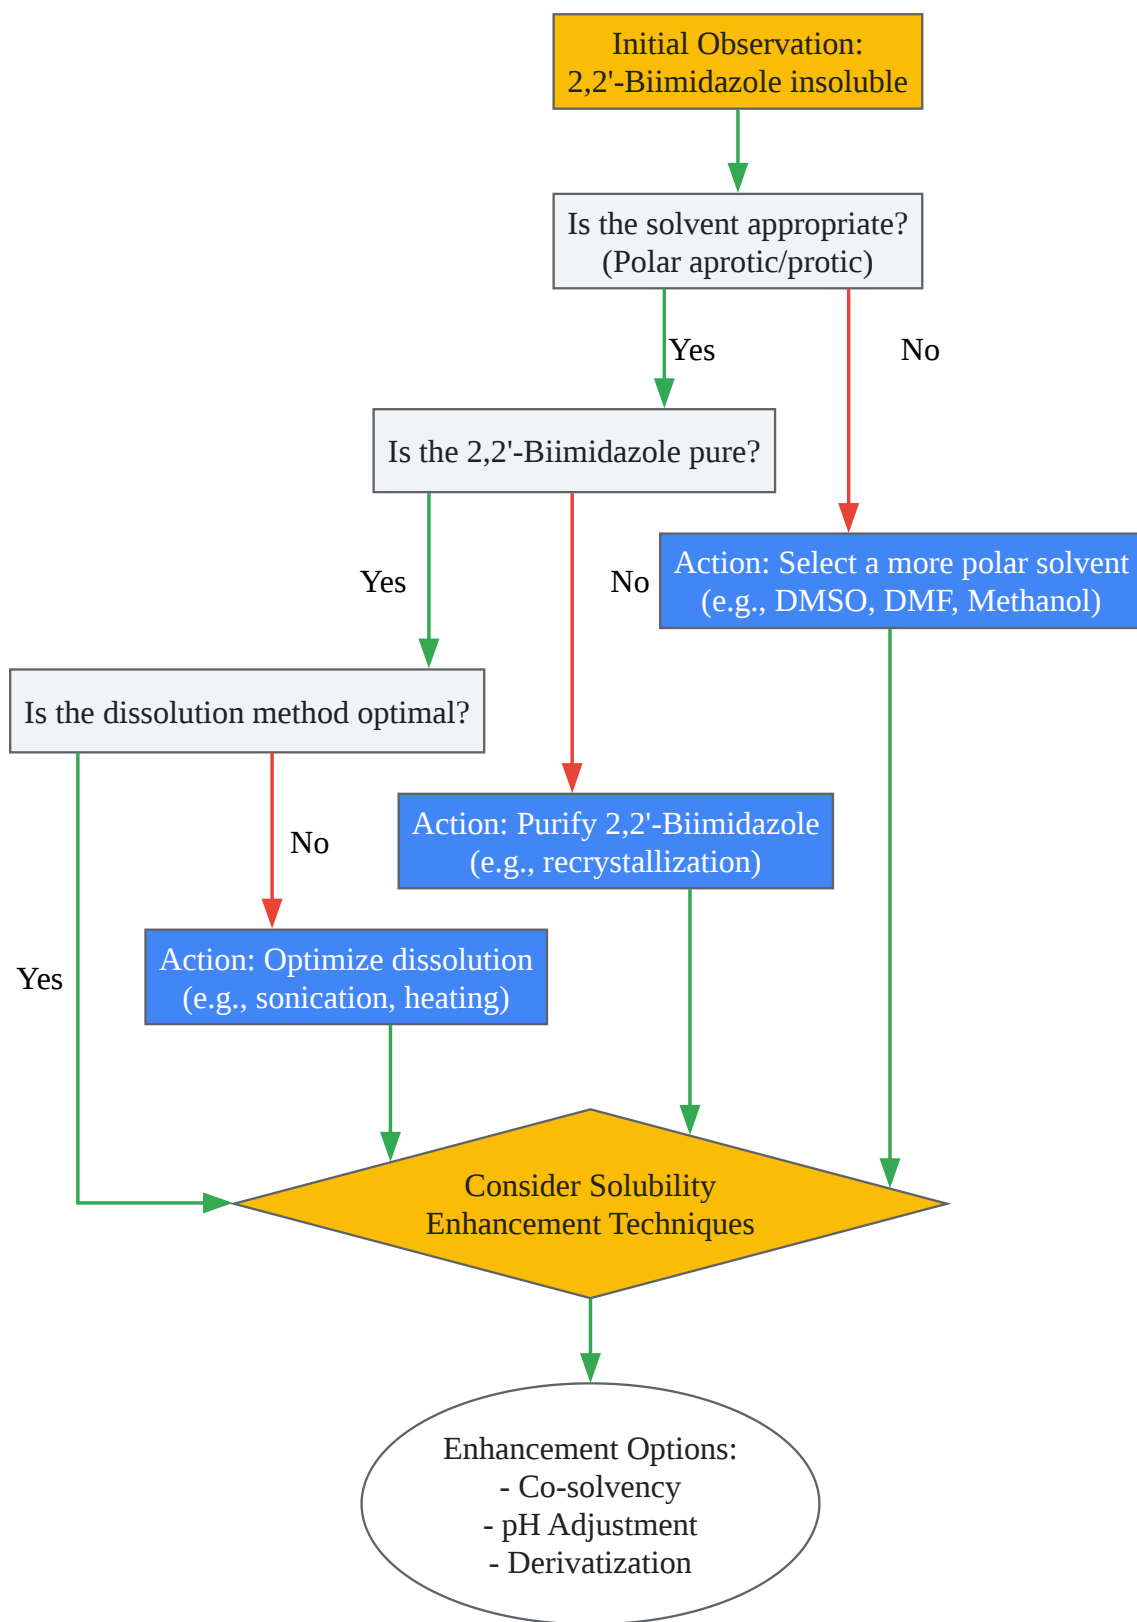 Initial Observation:
2,2'-Biimidazole insoluble
Is the solvent appropriate?
(Polar aprotic/protic)
Yes
No
Is the 2,2'-Biimidazole pure?
Action: Select a more polar solvent
(e.g., DMSO, DMF, Methanol)
Yes
No
Is the dissolution method optimal?
Action: Purify 2,2'-Biimidazole
(e.g., recrystallization)
No
Action: Optimize dissolution
(e.g., sonication, heating)
Yes
Consider Solubility
Enhancement Techniques
Enhancement Options:
- Co-solvency
- pH Adjustment
- Derivatization